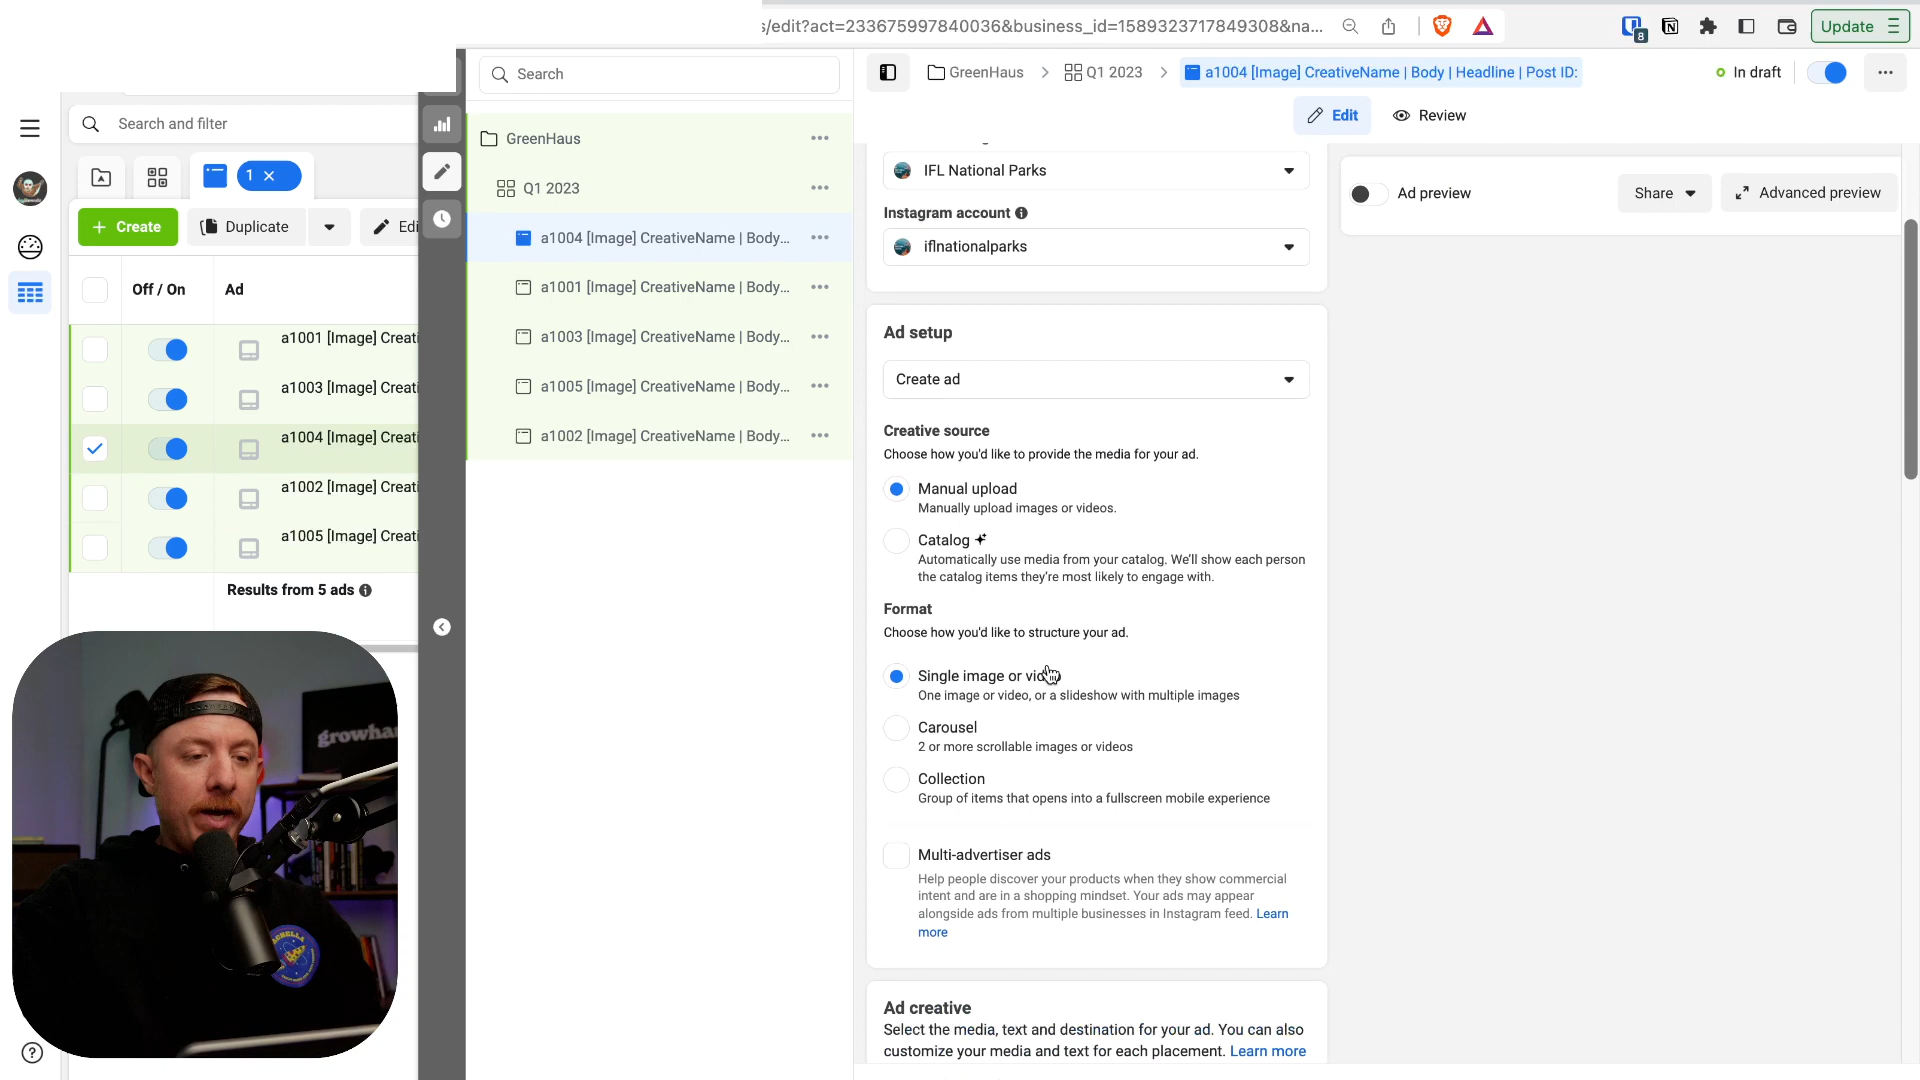 s/edit?act=233675997840036&business_id=1589323717849308&na...
8
Update
Search
GreenHaus
Q1 2023
a1004 [Image] CreativeName | Body | Headline | Post ID:
In draft
Edit
Review
Search and filter
1
Create
Duplicate
Edi
Off / On
Ad
a1001 [Image] Creati
a1003 [Image] Creati
a1004 [Image] Creati
a1002 [Image] Creati
a1005 [Image] Creati
Results from 5 ads
GreenHaus
Q1 2023
a1004 [Image] CreativeName | Body...
a1001 [Image] CreativeName | Body...
a1003 [Image] CreativeName | Body...
a1005 [Image] CreativeName | Body...
a1002 [Image] CreativeName | Body...
IFL National Parks
Instagram account
iflnationalparks
Ad setup
Create ad
Creative source
Choose how you'd like to provide the media for your ad.
Manual upload
Manually upload images or videos.
Catalog
Automatically use media from your catalog. We'll show each person
the catalog items they're most likely to engage with.
Format
Choose how you'd like to structure your ad.
Single image or video
One image or video, or a slideshow with multiple images
Carousel
2 or more scrollable images or videos
Collection
Group of items that opens into a fullscreen mobile experience
Multi-advertiser ads
Help people discover your products when they show commercial
intent and are in a shopping mindset. Your ads may appear
alongside ads from multiple businesses in Instagram feed. Learn
more
Ad creative
Select the media, text and destination for your ad. You can also
customize your media and text for each placement. Learn more
Ad preview
Share
Advanced preview
growha